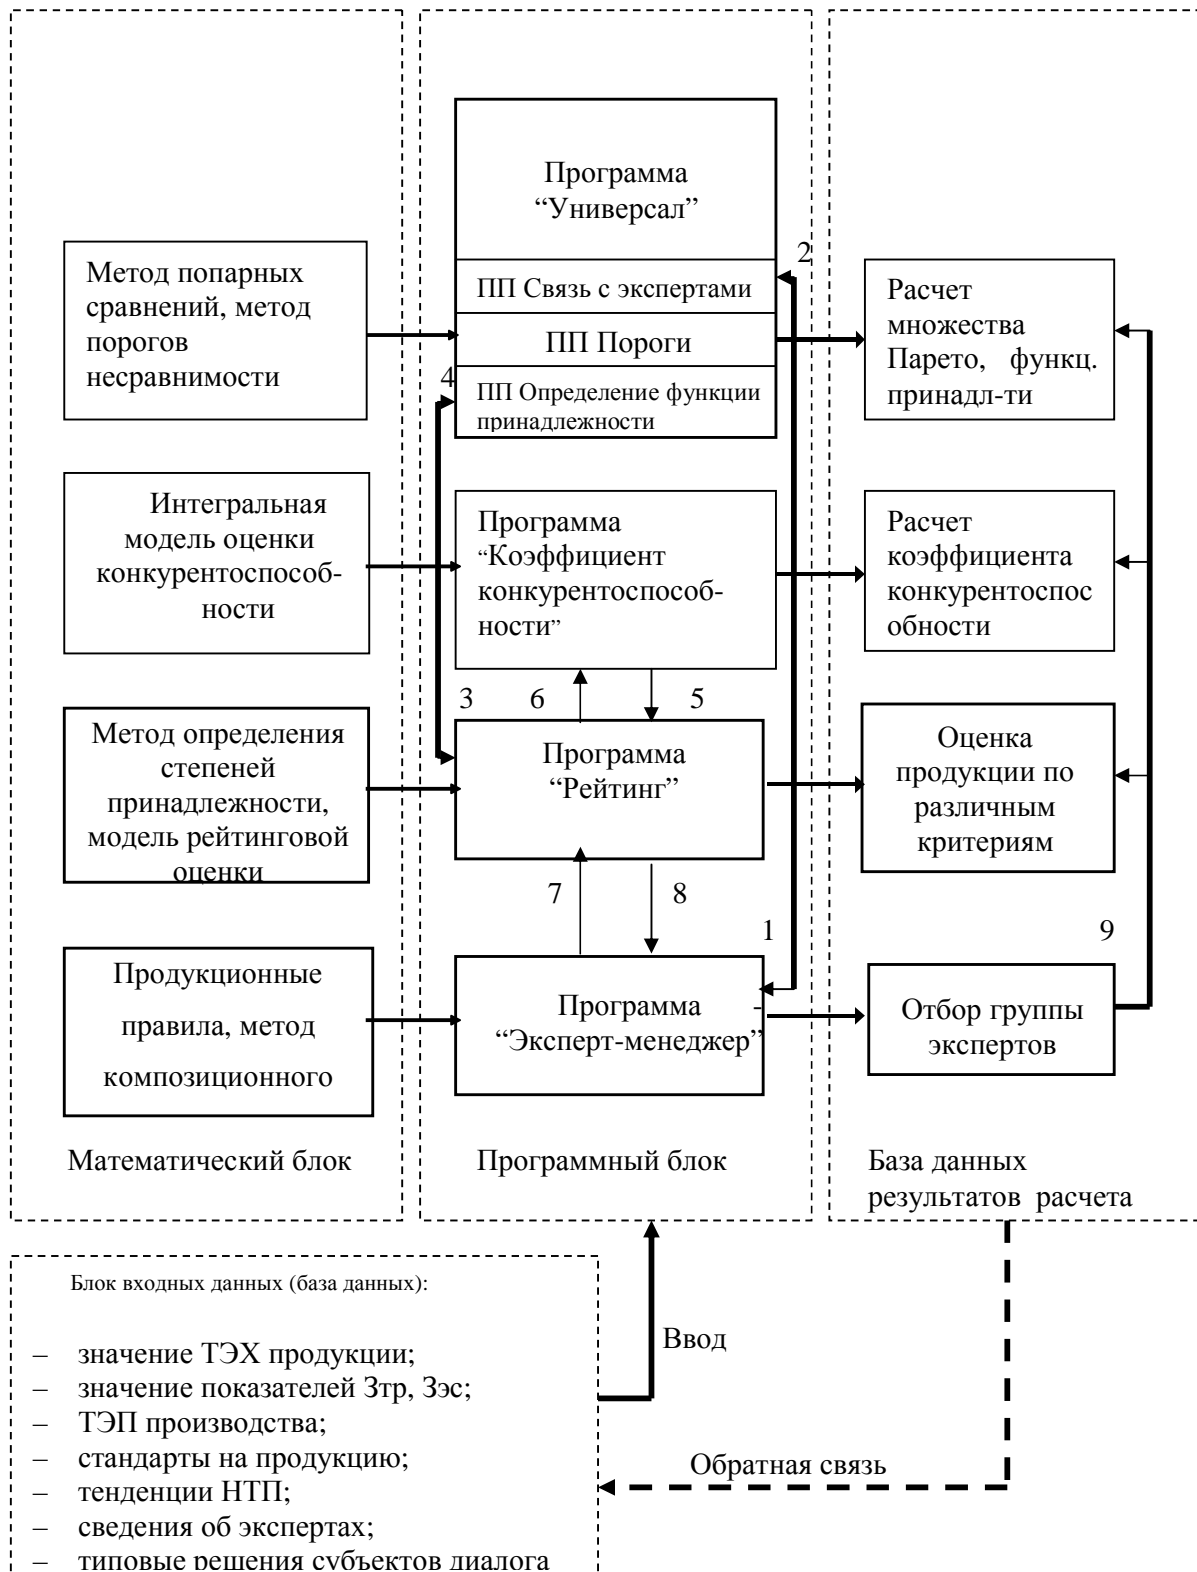 Программа
“Универсал”
ПП Связь с экспертами
ПП Пороги
ПП Определение функции
принадлежности
2
4
Метод попарных
сравнений, метод
порогов
несравнимости
Расчет
множества
Парето, функц.
принадл-ти
Интегральная
модель оценки
конкурентоспособ-
ности
Программа
“Коэффициент
конкурентоспособ-
ности”
Расчет
коэффициента
конкурентоспос
обности
3
6
5
Метод определения
степеней
принадлежности,
модель рейтинговой
оценки
Программа
“Рейтинг”
Оценка
продукции по
различным
критериям
7
8
1
9
Продукционные
правила, метод
композиционного
Программа -
“Эксперт-менеджер”
Отбор группы
экспертов
Математический блок
Программный блок
База данных
результатов расчета
Блок входных данных (база данных):
– значение ТЭХ продукции;
– значение показателей Зтр, Зэс;
– ТЭП производства;
– стандарты на продукцию;
– тенденции НТП;
– сведения об экспертах;
– типовые решения субъектов диалога
Ввод
Обратная связь